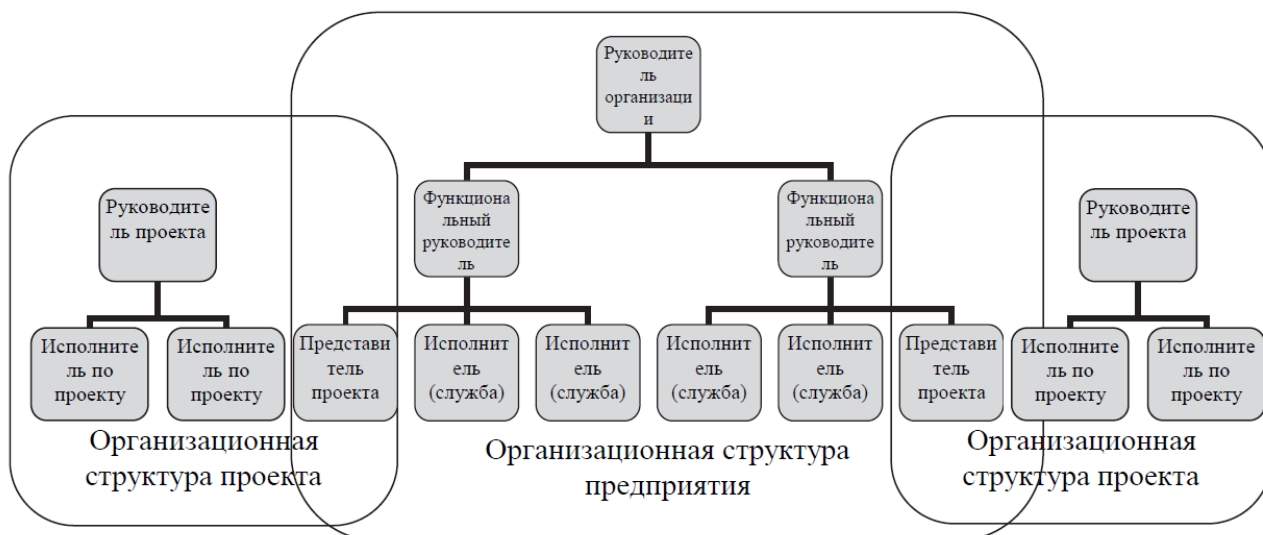 Руководите
ль
организаци
и
Руководите
ль проекта
Функциона
льный
руководите
ль
Функциона
льный
руководите
ль
Руководите
ль проекта
Исполните
ль по
проекту
Исполните
ль по
проекту
Представи
тель
проекта
Исполнит
ель
(служба)
Исполнит
ель
(служба)
Исполнит
ель
(служба)
Исполнит
ель
(служба)
Представи
тель
проекта
Исполните
ль по
проекту
Исполните
ль по
проекту
Организационная
структура проекта
Организационная структура
предприятия
Организационная
структура проекта